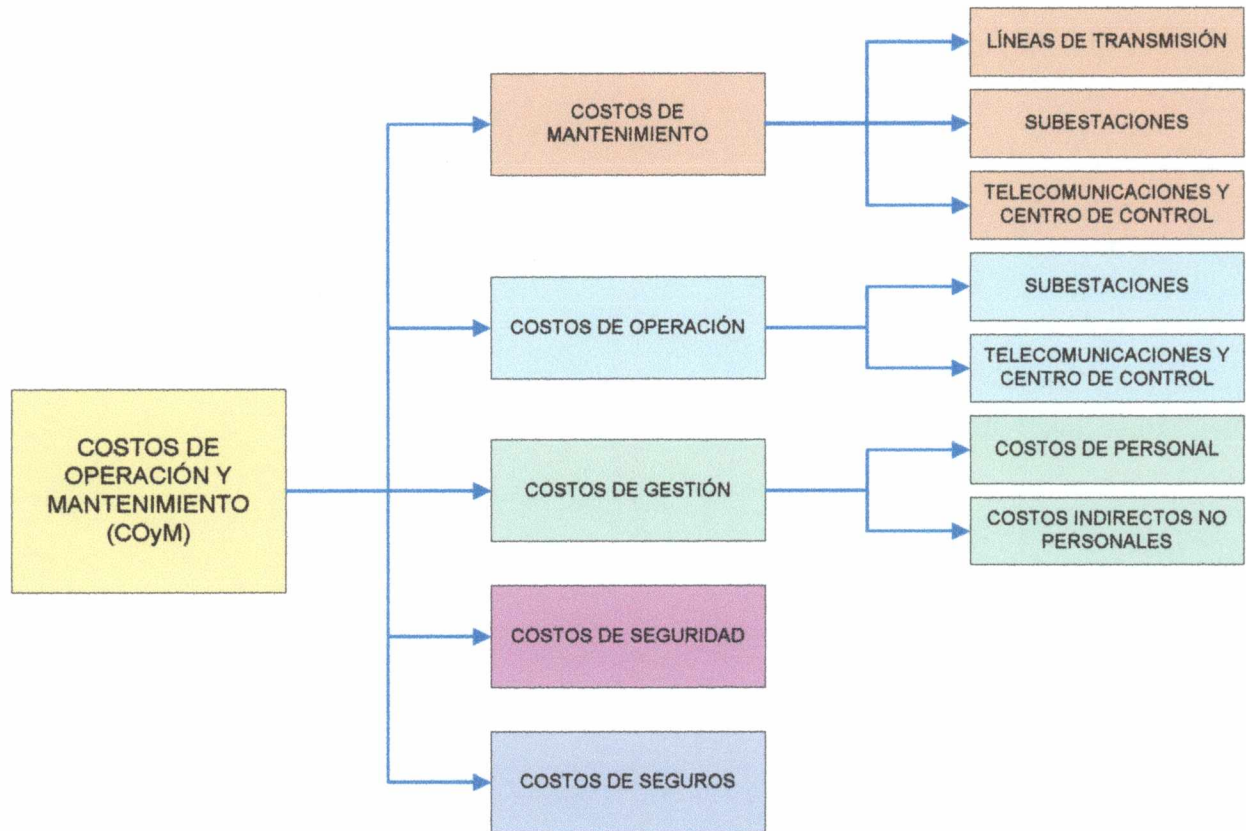 COSTOS DE
OPERACIÓN Y
MANTENIMIENTO
(COyM)
COSTOS DE
MANTENIMIENTO
LÍNEAS DE TRANSMISIÓN
SUBESTACIONES
TELECOMUNICACIONES Y
CENTRO DE CONTROL
COSTOS DE OPERACIÓN
SUBESTACIONES
TELECOMUNICACIONES Y
CENTRO DE CONTROL
COSTOS DE GESTIÓN
COSTOS DE PERSONAL
COSTOS INDIRECTOS NO
PERSONALES
COSTOS DE SEGURIDAD
COSTOS DE SEGUROS